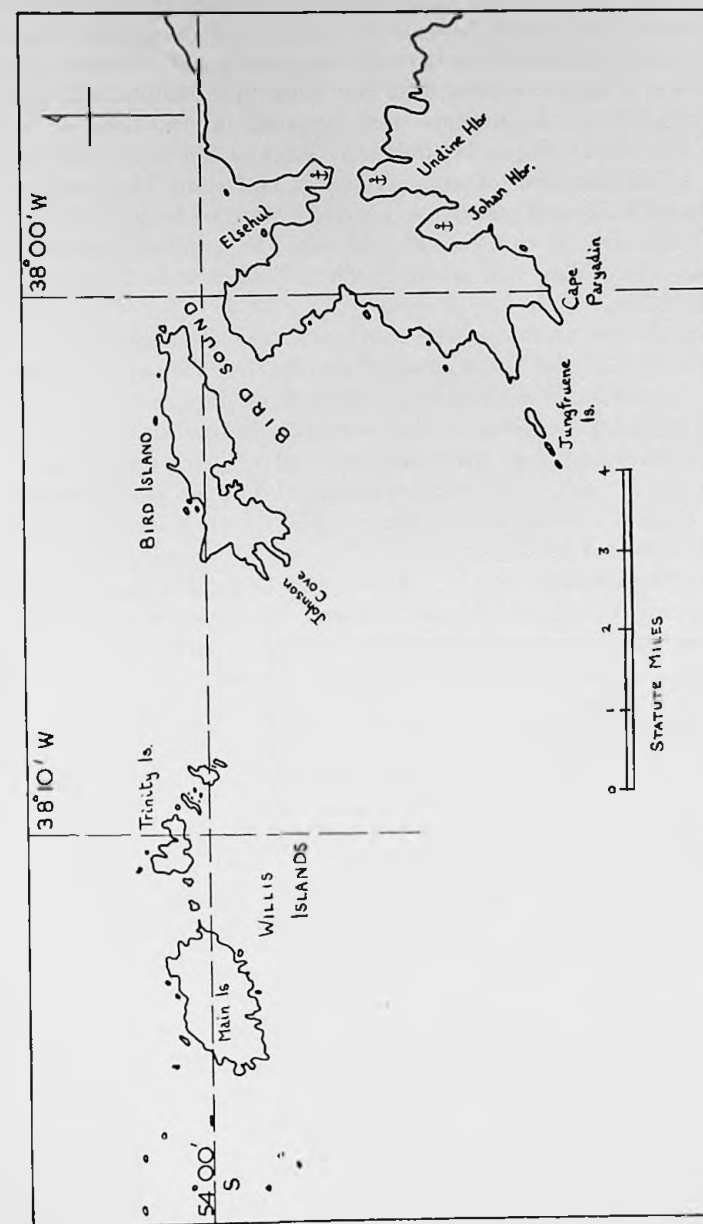 38°10' W
38°00' W
Trinity Is.
BIRD ISLAND
BIRD SOUND
Elsehul
54°00'
S
Main Is
WILLIS
ISLANDS
Johnson
Cove
Undine Hbr
Johan Hbr.
Cape
Paryadin
Jungfruene
Is.
0 1 2 3 4
STATUTE MILES